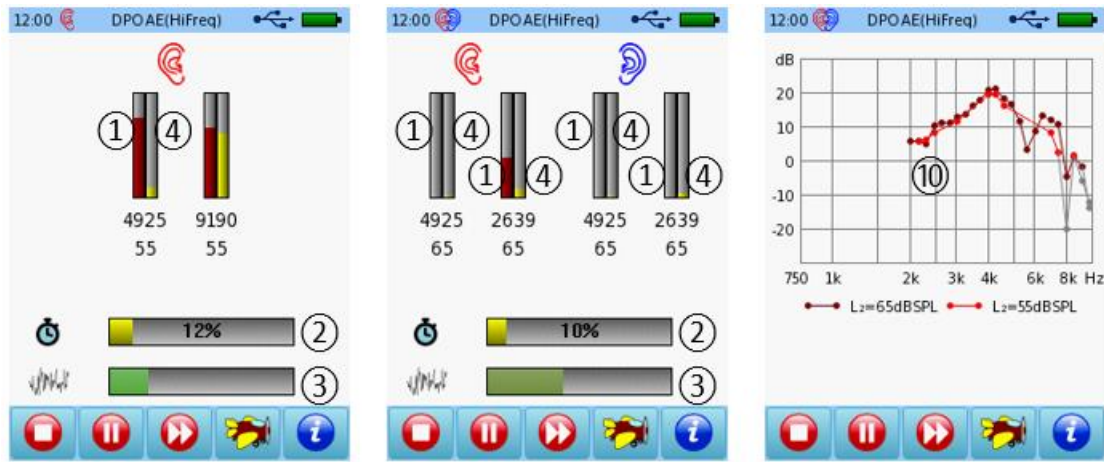 12:00 DPOAE(HiFreq)
① ④
4925 9190
55 55
12% ②
③
i
12:00 DPOAE(HiFreq)
① ④ ① ④
① ④ ① ④
4925 2639 4925 2639
65 65 65 65
10% ②
③
i
12:00 DPOAE(HiFreq)
dB
20
10
0
⑩
-10
-20
750 1k 2k 3k 4k 6k 8k Hz
L₂=65dBSPL L₂=55dBSPL
i